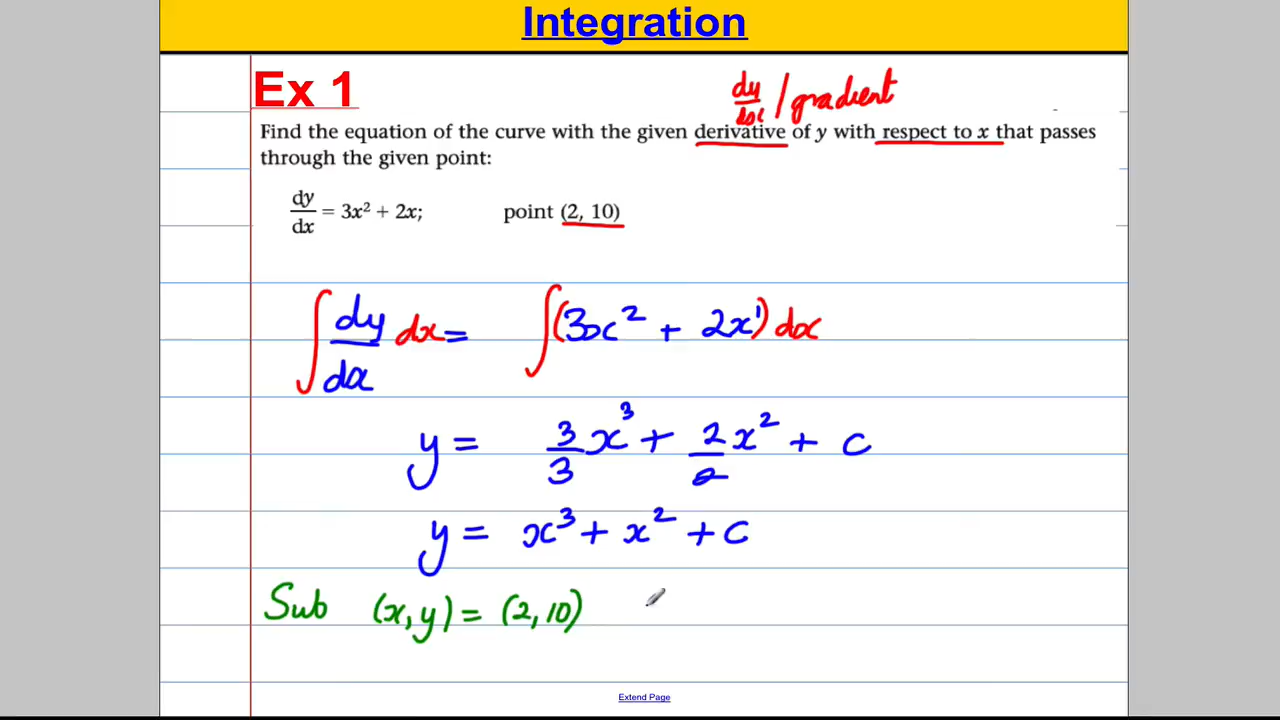 Integration
Ex 1
dy/dx / gradient
Find the equation of the curve with the given derivative of y with respect to x that passes
through the given point:
dy/dx = 3x² + 2x; point (2, 10)
∫ dy/dx dx = ∫(3x² + 2x¹) dx
y = 3/3 x³ + 2/2 x² + c
y = x³ + x² + c
Sub (x, y) = (2, 10)
Extend Page